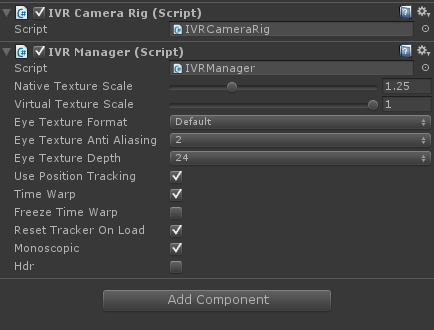 IVR Camera Rig (Script)
Script IVRCameraRig
IVR Manager (Script)
Script IVRManager
Native Texture Scale 1.25
Virtual Texture Scale 1
Eye Texture Format Default
Eye Texture Anti Aliasing 2
Eye Texture Depth 24
Use Position Tracking
Time Warp
Freeze Time Warp
Reset Tracker On Load
Monoscopic
Hdr
Add Component